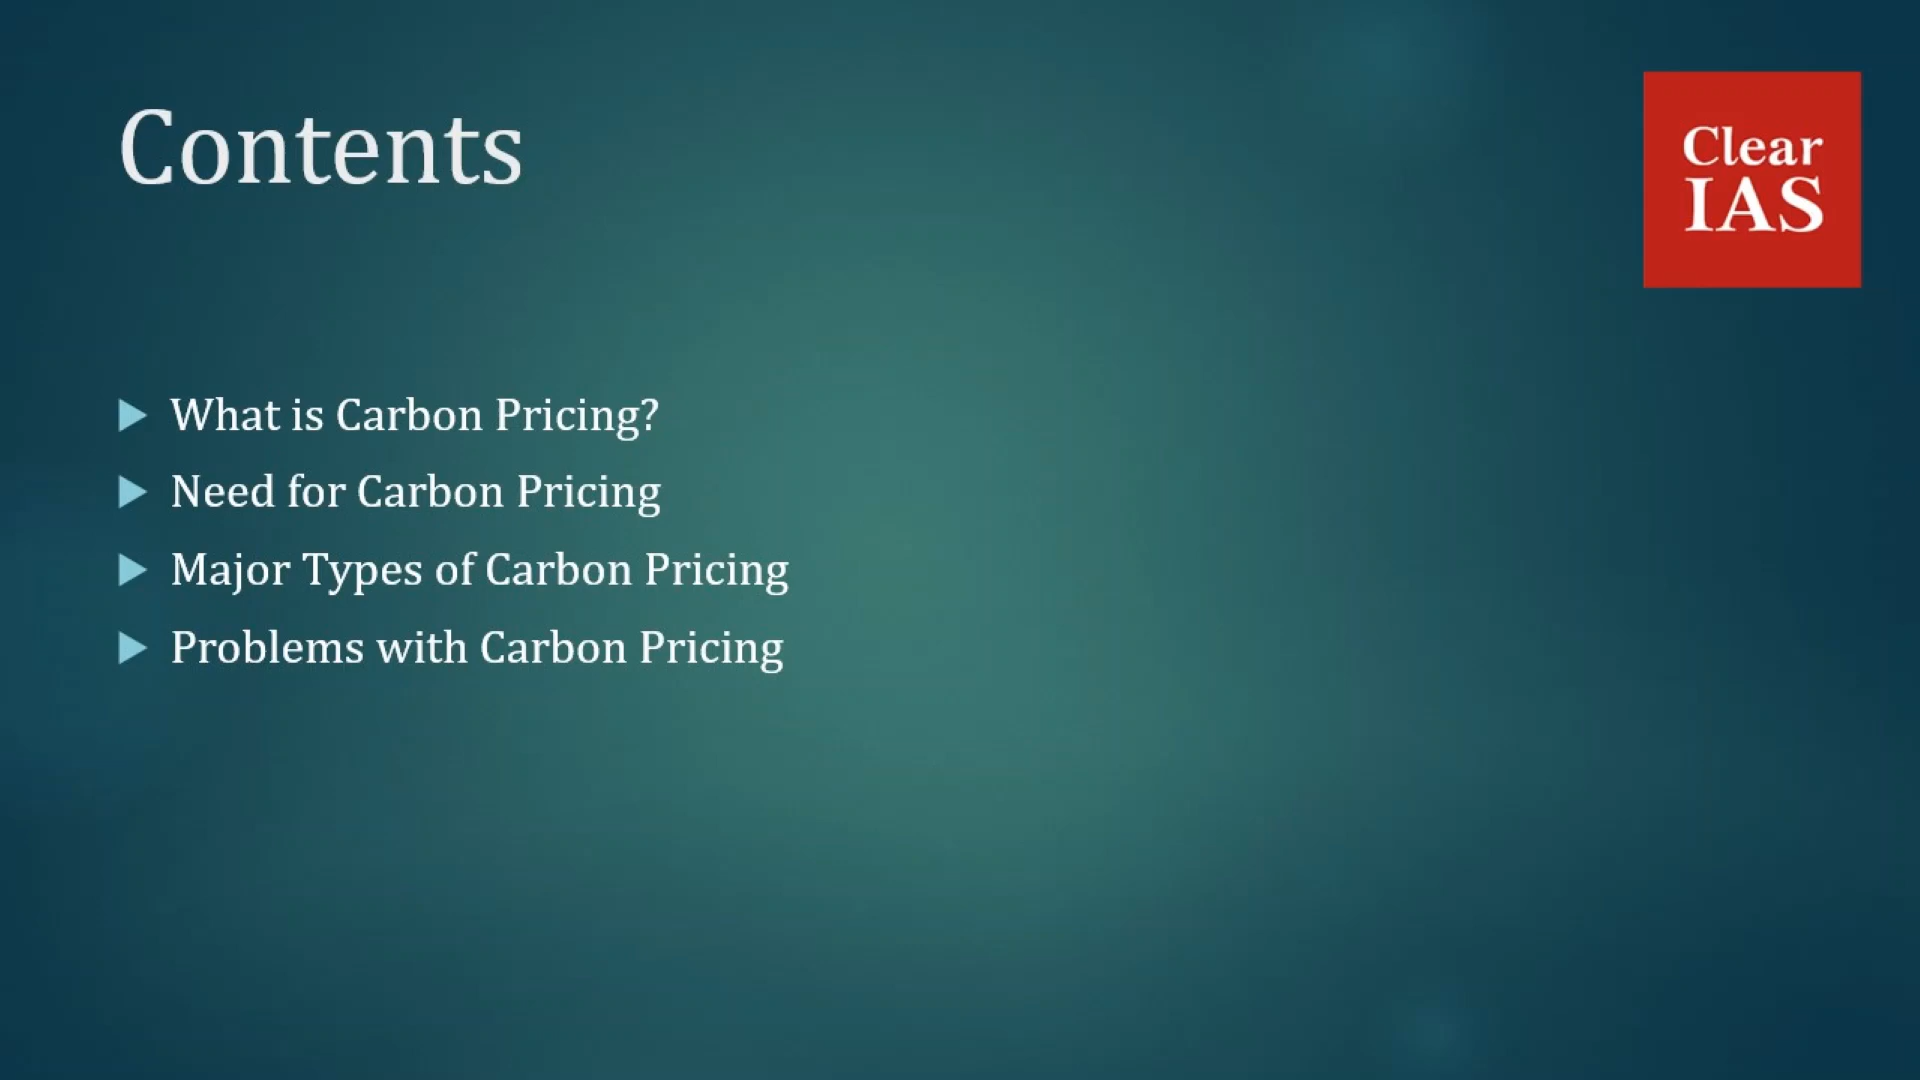 Contents
Clear
IAS
What is Carbon Pricing?
Need for Carbon Pricing
Major Types of Carbon Pricing
Problems with Carbon Pricing